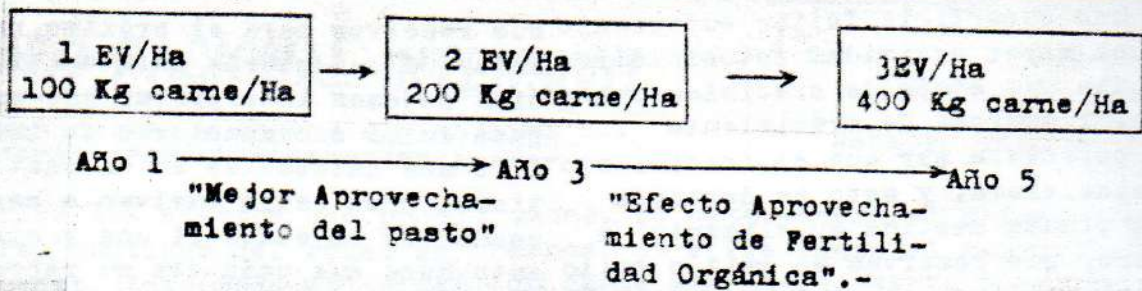 1 EV/Ha
100 Kg carne/Ha
2 EV/Ha
200 Kg carne/Ha
3EV/Ha
400 Kg carne/Ha
Año 1
Año 3
Año 5
"Mejor Aprovecha-
miento del pasto"
"Efecto Aprovecha-
miento de Fertili-
dad Orgánica".-